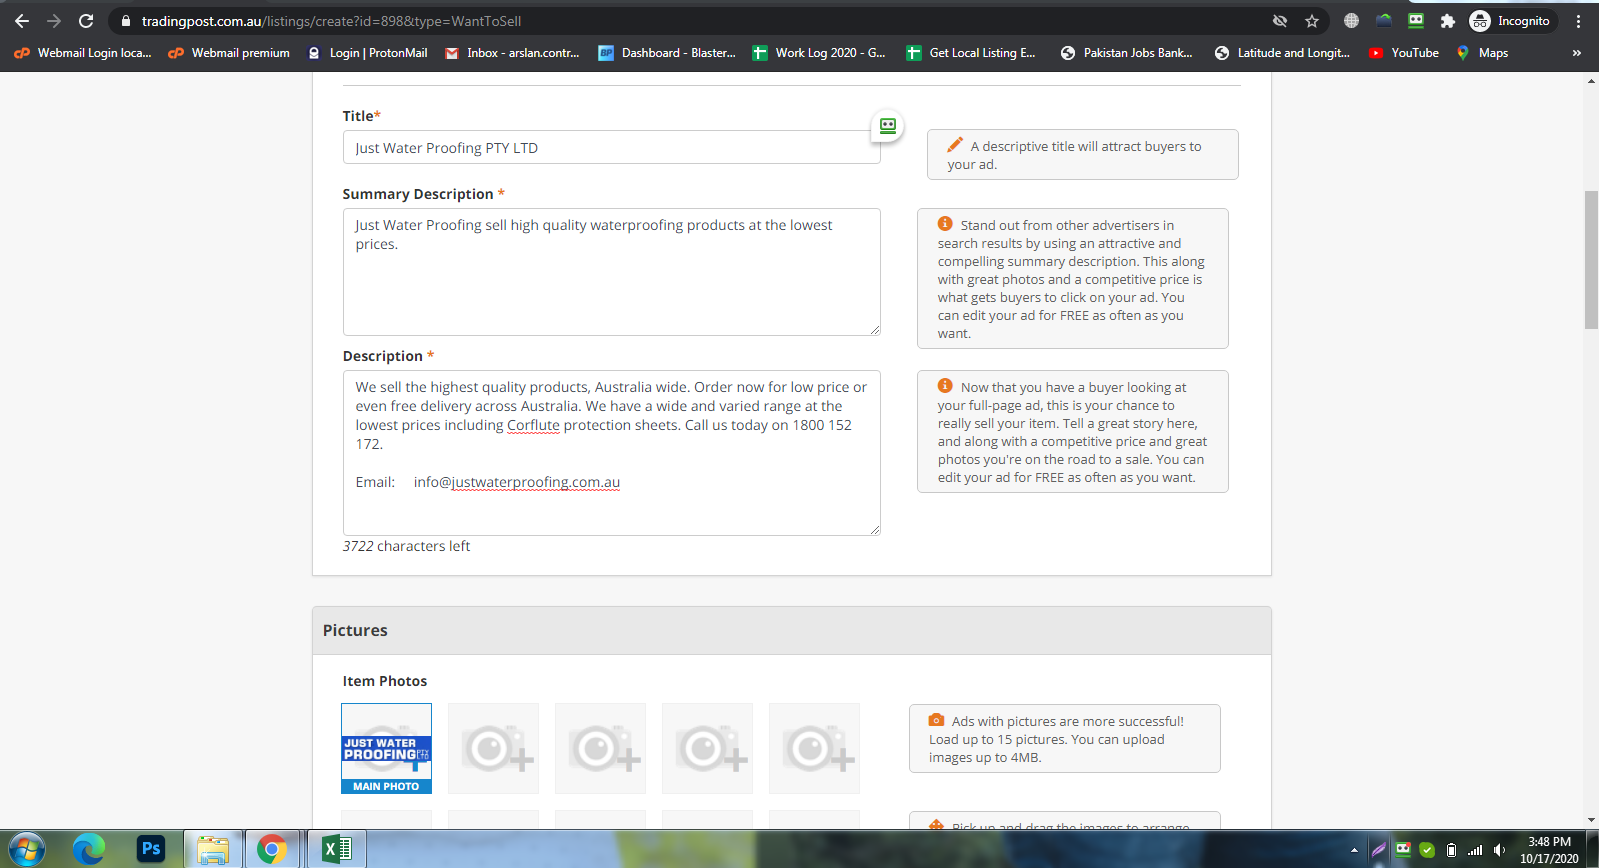 tradingpost.com.au/listings/create?id=898&type=WantToSell
Incognito
Webmail Login loca...
Webmail premium
Login | ProtonMail
Inbox - arslan.contr...
Dashboard - Blaster...
Work Log 2020 - G...
Get Local Listing E...
Pakistan Jobs Bank...
Latitude and Longit...
YouTube
Maps
»
Title*
Just Water Proofing PTY LTD
A descriptive title will attract buyers to
your ad.
Summary Description *
Just Water Proofing sell high quality waterproofing products at the lowest
prices.
Stand out from other advertisers in
search results by using an attractive and
compelling summary description. This along
with great photos and a competitive price is
what gets buyers to click on your ad. You
can edit your ad for FREE as often as you
want.
Description *
We sell the highest quality products, Australia wide. Order now for low price or
even free delivery across Australia. We have a wide and varied range at the
lowest prices including Corflute protection sheets. Call us today on 1800 152
172.
Email: info@justwaterproofing.com.au
Now that you have a buyer looking at
your full-page ad, this is your chance to
really sell your item. Tell a great story here,
and along with a competitive price and great
photos you're on the road to a sale. You can
edit your ad for FREE as often as you want.
3722 characters left
Pictures
Item Photos
JUST WATER
PROOFING PTY LTD
MAIN PHOTO
Ads with pictures are more successful!
Load up to 15 pictures. You can upload
images up to 4MB.
Pick up and drag the images to arrange
Ps
3:48 PM
10/17/2020